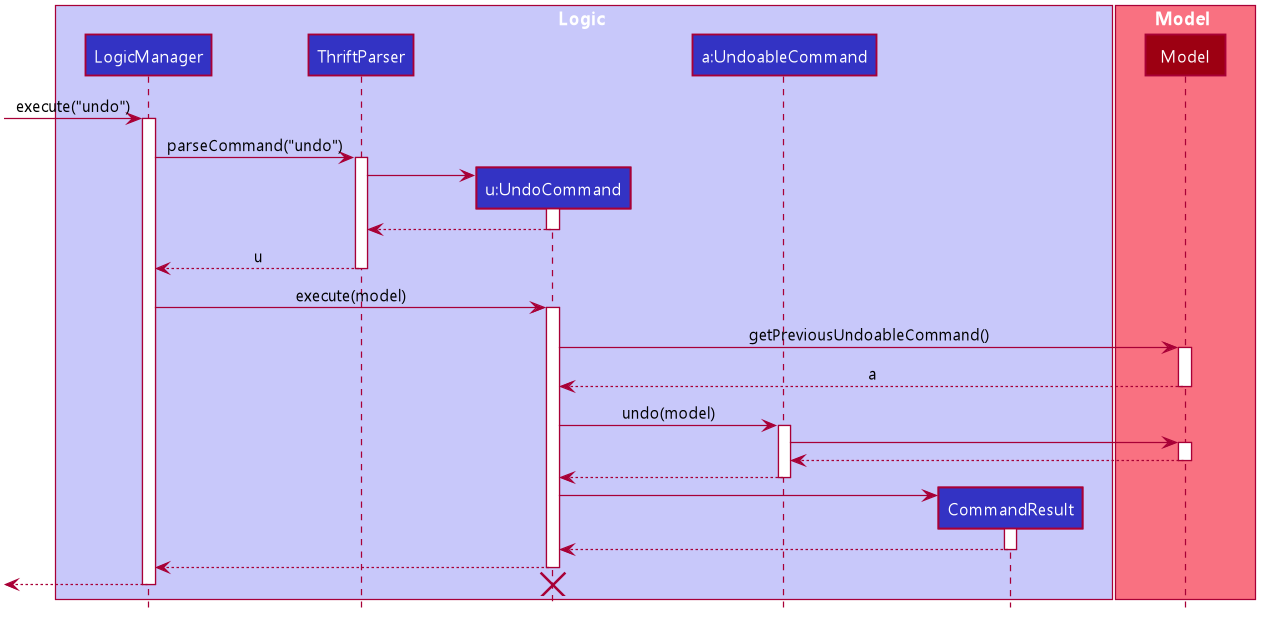 Logic
Model
LogicManager
ThriftParser
a:UndoableCommand
Model
execute("undo")
parseCommand("undo")
u:UndoCommand
u
execute(model)
getPreviousUndoableCommand()
a
undo(model)
CommandResult